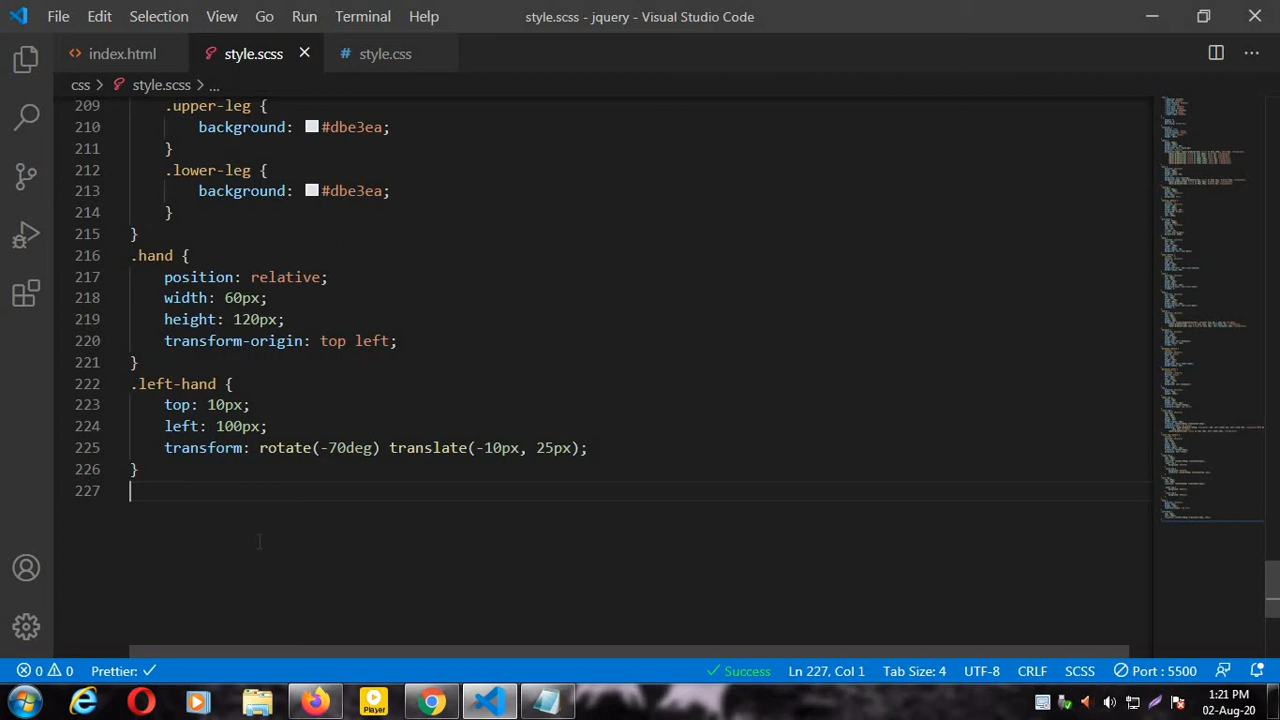 File Edit Selection View Go Run Terminal Help style.scss - jquery - Visual Studio Code
index.html style.scss # style.css
css > style.scss > ...
209 .upper-leg {
210 background: #dbe3ea;
211 }
212 .lower-leg {
213 background: #dbe3ea;
214 }
215 }
216 .hand {
217 position: relative;
218 width: 60px;
219 height: 120px;
220 transform-origin: top left;
221 }
222 .left-hand {
223 top: 10px;
224 left: 100px;
225 transform: rotate(-70deg) translate(-10px, 25px);
226 }
227
0 0 Prettier: Success Ln 227, Col 1 Tab Size: 4 UTF-8 CRLF SCSS Port : 5500
Player
1:21 PM
02-Aug-20